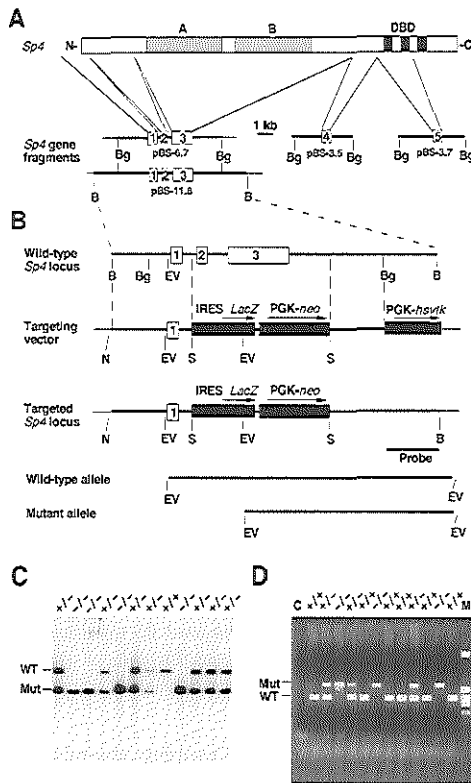 A
A B DBD
Sp4 N- -C
1 kb
1 2 3 4 5
Sp4 gene fragments
pBS-6.7 pBS-3.5 pBS-3.7
Bg Bg Bg Bg Bg Bg
1 2 3
pBS-11.8
B B
B
Wild-type Sp4 locus
1 2 3
B Bg EV Bg B
IRES LacZ PGK-neo PGK-hsvtk
Targeting vector
1
N EV S EV S
IRES LacZ PGK-neo
Targeted Sp4 locus
1
N EV S EV S B
Probe
Wild-type allele
EV EV
Mutant allele
EV EV
C D
C M
WT
Mut
Mut
WT